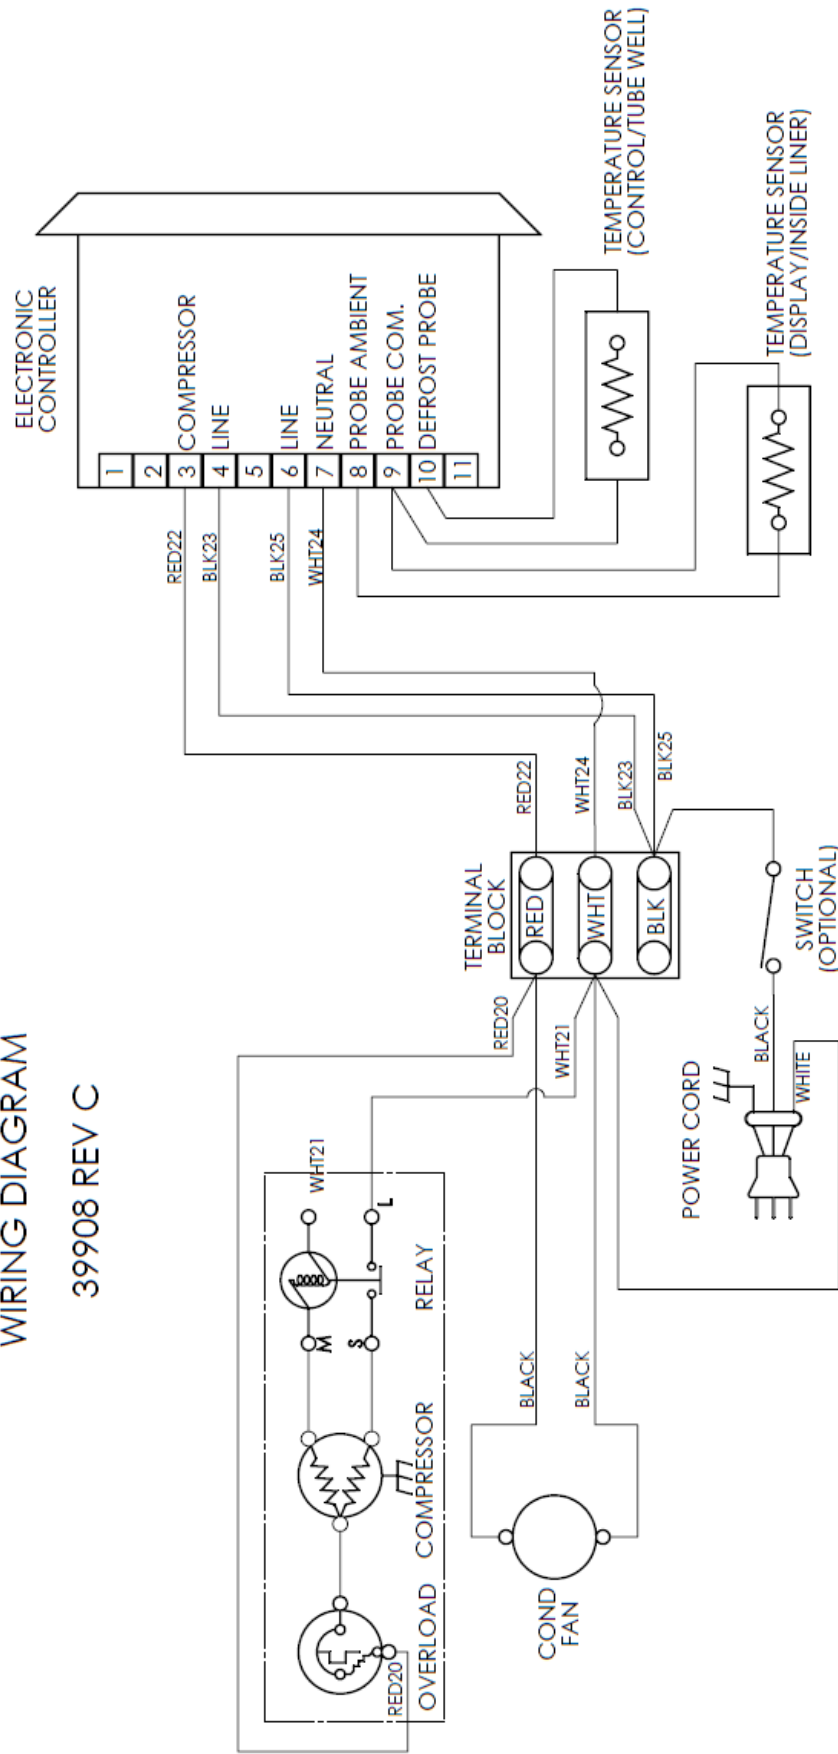 WIRING DIAGRAM
39908 REV C
ELECTRONIC
CONTROLLER
1
2
3 COMPRESSOR
4 LINE
5
6 LINE
7 NEUTRAL
8 PROBE AMBIENT
9 PROBE COM.
10 DEFROST PROBE
11
RED22
BLK23
BLK25
WHT24
TEMPERATURE SENSOR
(CONTROL/TUBE WELL)
TEMPERATURE SENSOR
(DISPLAY/INSIDE LINER)
TERMINAL
BLOCK
RED
WHT
BLK
RED22
WHT24
BLK23
BLK25
RED20
WHT21
SWITCH
(OPTIONAL)
BLACK
WHITE
POWER CORD
WHT21
L
M
S
RELAY
COMPRESSOR
OVERLOAD
RED20
BLACK
BLACK
COND
FAN